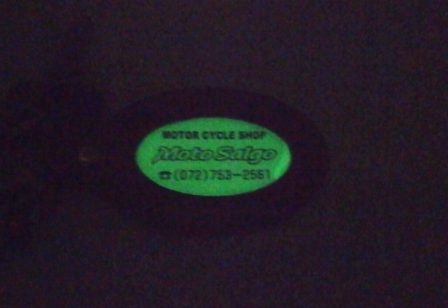 MOTOR CYCLE SHOP
Moto Saigo
☎(072)753-2561